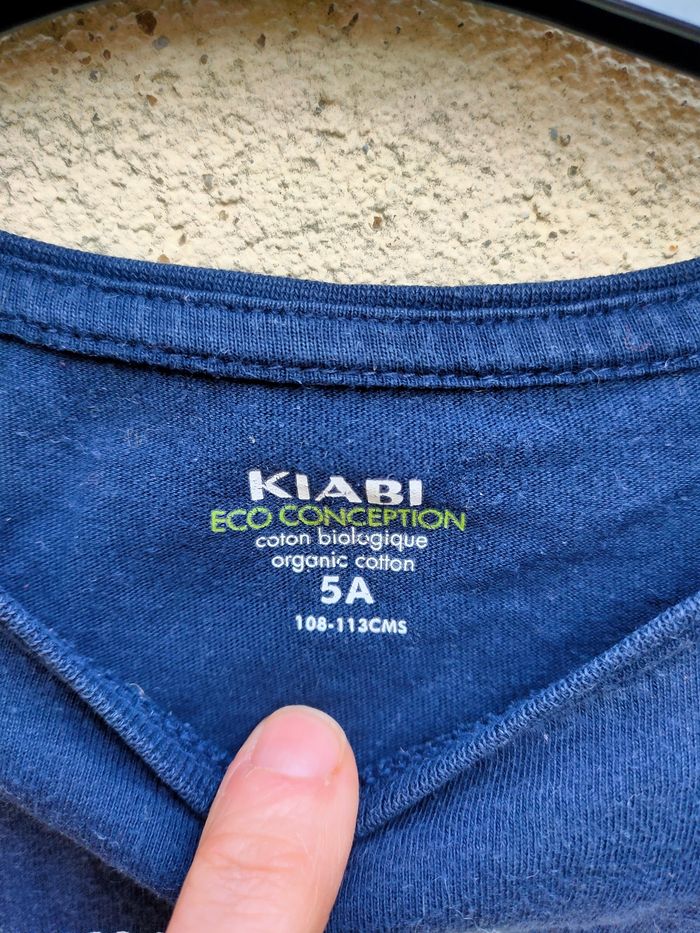 KIABI
ECO CONCEPTION
coton biologique
organic cotton
5A
108-113CMS